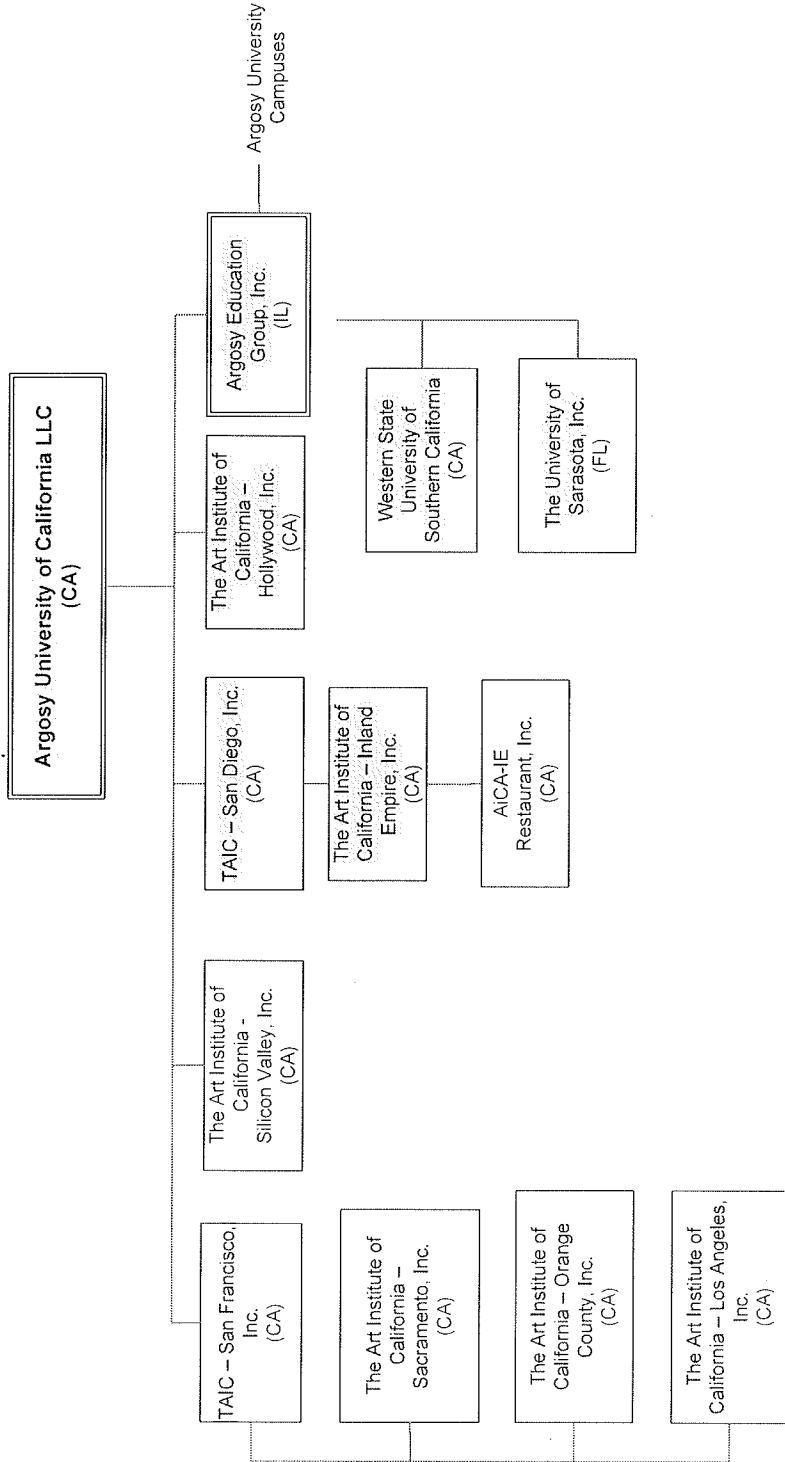 Argosy University of California LLC
(CA)
TAIC – San Francisco,
Inc.
(CA)
The Art Institute of
California –
Sacramento, Inc.
(CA)
The Art Institute of
California – Orange
County, Inc.
(CA)
The Art Institute of
California – Los Angeles,
Inc.
(CA)
The Art Institute of
California -
Silicon Valley, Inc.
(CA)
TAIC – San Diego, Inc.
(CA)
The Art Institute of
California – Inland
Empire, Inc.
(CA)
AiCA-IE
Restaurant, Inc.
(CA)
The Art Institute of
California –
Hollywood, Inc.
(CA)
Argosy Education
Group, Inc.
(IL)
Argosy University
Campuses
Western State
University of
Southern California
(CA)
The University of
Sarasota, Inc.
(FL)